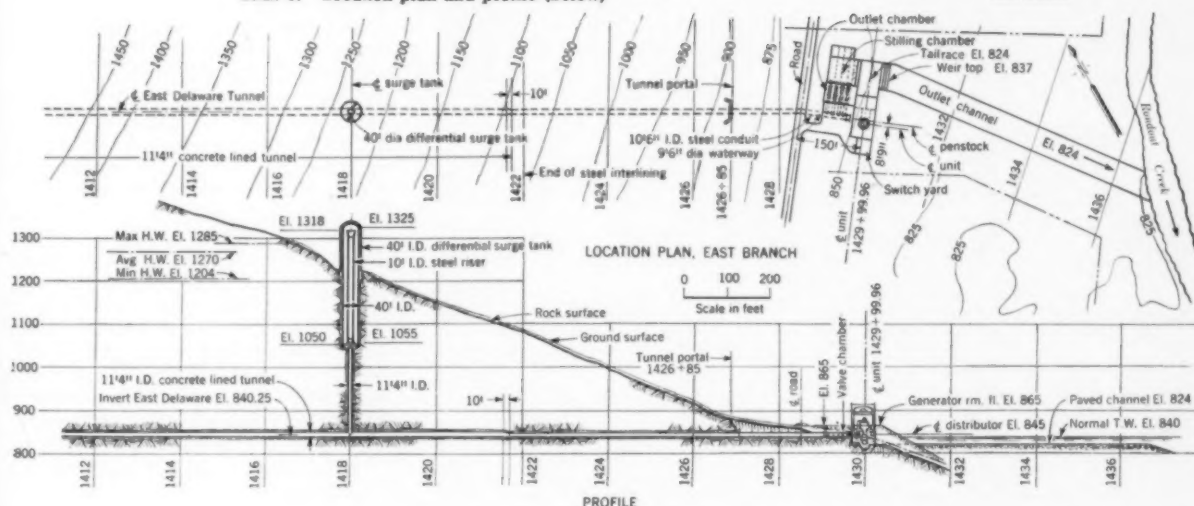 1450
1400
1350
1300
1250
1200
1150
1100
1050
1000
950
900
875
Road
Outlet chamber
Stilling chamber
Tailrace El. 824
Weir top El. 837
Outlet channel
El. 824
Rondout Creek
℄ East Delaware Tunnel
℄ surge tank
10'
Tunnel portal
40' dia differential surge tank
10'6" I.D. steel conduit
9'6" dia waterway
150'
8'9"
℄ penstock
℄ unit
Switch yard
11'4" concrete lined tunnel
End of steel interlining
1412
1414
1416
1418
1420
1422
1424
1426
1426+85
1428
850
℄ unit 1429+99.96
1432
1434
1436
825
825
825
LOCATION PLAN, EAST BRANCH
0 100 200
Scale in feet
1300
1200
1100
1000
900
800
Max H.W. El. 1285
Avg H.W. El. 1270
Min H.W. El. 1204
El. 1318
El. 1325
40' I.D. differential surge tank
10' I.D. steel riser
40' I.D.
El. 1050
El. 1055
Rock surface
Ground surface
11'4" I.D. concrete lined tunnel
Invert East Delaware El. 840.25
11'4" I.D.
10'
Tunnel portal
1426+85
℄ road
El. 865
Valve chamber
℄ unit 1429+99.96
Generator rm. fl. El. 865
℄ distributor El. 845
Paved channel El. 824
Normal T.W. El. 840
1412
1414
1416
1418
1420
1422
1424
1426
1428
1430
1432
1434
1436
PROFILE